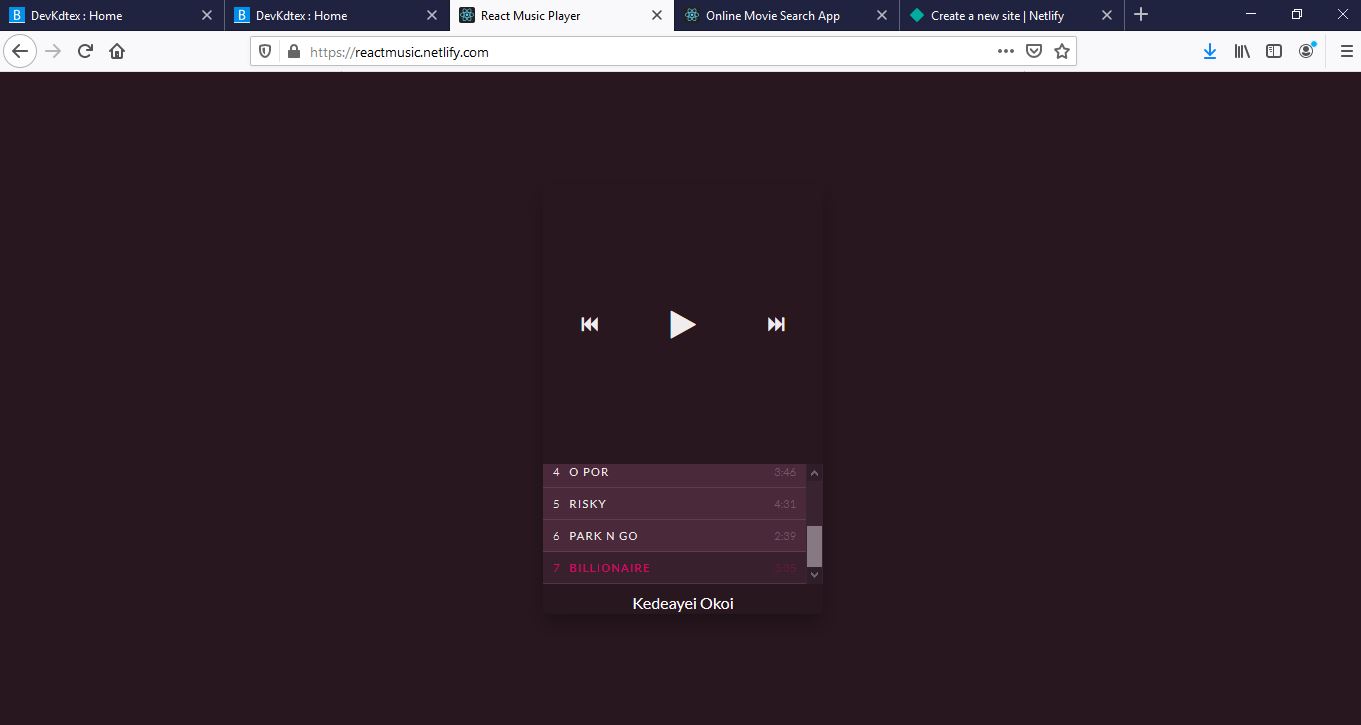 DevKdtex : Home
DevKdtex : Home
React Music Player
Online Movie Search App
Create a new site | Netlify
https://reactmusic.netlify.com
4 O POR 3:46
5 RISKY 4:31
6 PARK N GO 2:39
7 BILLIONAIRE 3:35
Kedeayei Okoi